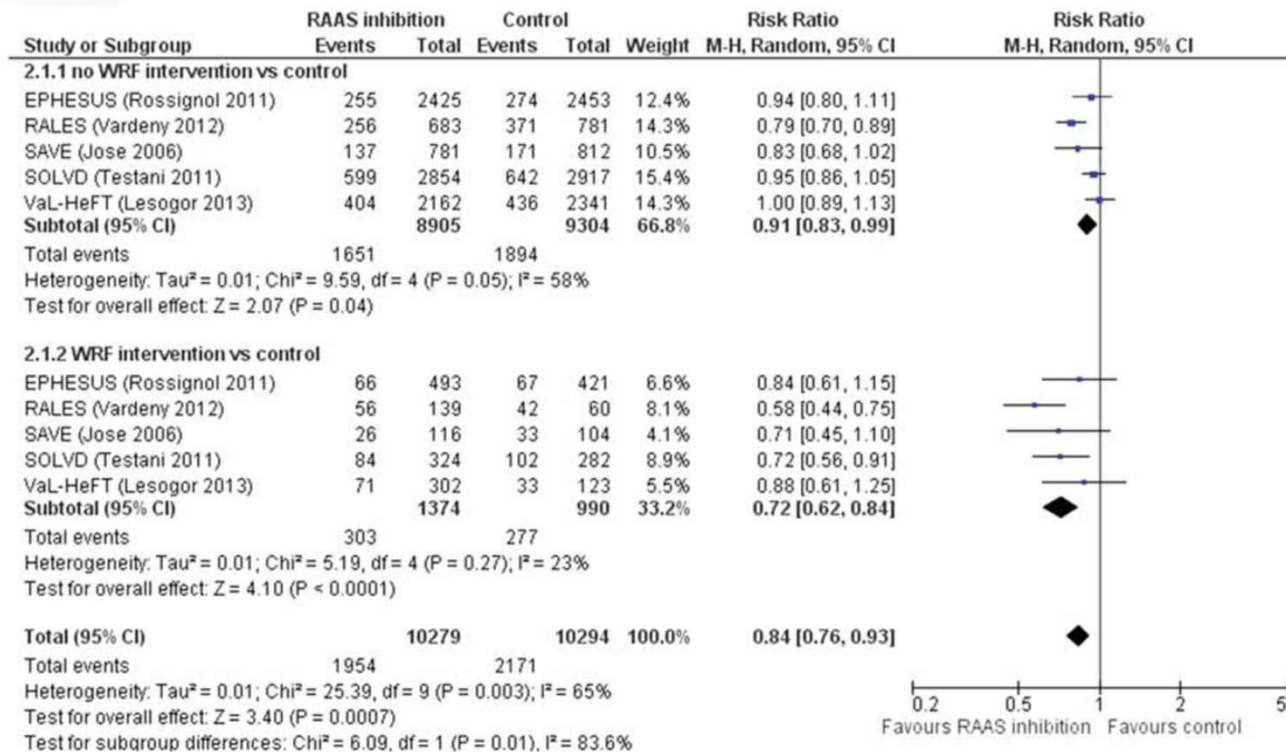 RAAS inhibition Control Risk Ratio Risk Ratio
Study or Subgroup Events Total Events Total Weight M-H, Random, 95% CI M-H, Random, 95% CI
2.1.1 no WRF intervention vs control
EPHESUS (Rossignol 2011) 255 2425 274 2453 12.4% 0.94 [0.80, 1.11]
RALES (Vardeny 2012) 256 683 371 781 14.3% 0.79 [0.70, 0.89]
SAVE (Jose 2006) 137 781 171 812 10.5% 0.83 [0.68, 1.02]
SOLVD (Testani 2011) 599 2854 642 2917 15.4% 0.95 [0.86, 1.05]
VaL-HeFT (Lesogor 2013) 404 2162 436 2341 14.3% 1.00 [0.89, 1.13]
Subtotal (95% CI) 8905 9304 66.8% 0.91 [0.83, 0.99]
Total events 1651 1894
Heterogeneity: Tau² = 0.01; Chi² = 9.59, df = 4 (P = 0.05); I² = 58%
Test for overall effect: Z = 2.07 (P = 0.04)
2.1.2 WRF intervention vs control
EPHESUS (Rossignol 2011) 66 493 67 421 6.6% 0.84 [0.61, 1.15]
RALES (Vardeny 2012) 56 139 42 60 8.1% 0.58 [0.44, 0.75]
SAVE (Jose 2006) 26 116 33 104 4.1% 0.71 [0.45, 1.10]
SOLVD (Testani 2011) 84 324 102 282 8.9% 0.72 [0.56, 0.91]
VaL-HeFT (Lesogor 2013) 71 302 33 123 5.5% 0.88 [0.61, 1.25]
Subtotal (95% CI) 1374 990 33.2% 0.72 [0.62, 0.84]
Total events 303 277
Heterogeneity: Tau² = 0.01; Chi² = 5.19, df = 4 (P = 0.27); I² = 23%
Test for overall effect: Z = 4.10 (P < 0.0001)
Total (95% CI) 10279 10294 100.0% 0.84 [0.76, 0.93]
Total events 1954 2171
Heterogeneity: Tau² = 0.01; Chi² = 25.39, df = 9 (P = 0.003); I² = 65%
Test for overall effect: Z = 3.40 (P = 0.0007)
Test for subgroup differences: Chi² = 6.09, df = 1 (P = 0.01), I² = 83.6%
0.2 0.5 1 2 5
Favours RAAS inhibition Favours control